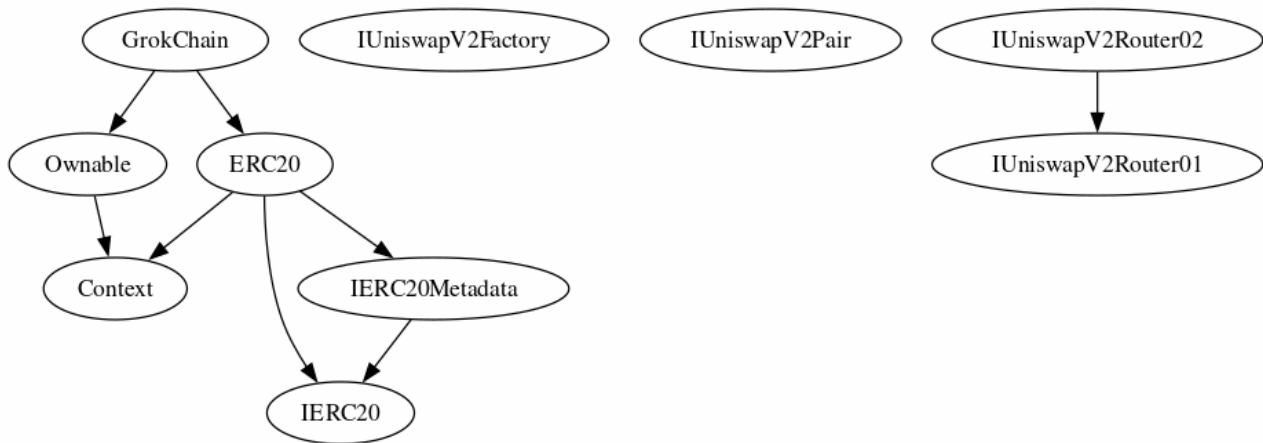 GrokChain
IUniswapV2Factory
IUniswapV2Pair
IUniswapV2Router02
Ownable
ERC20
IUniswapV2Router01
Context
IERC20Metadata
IERC20